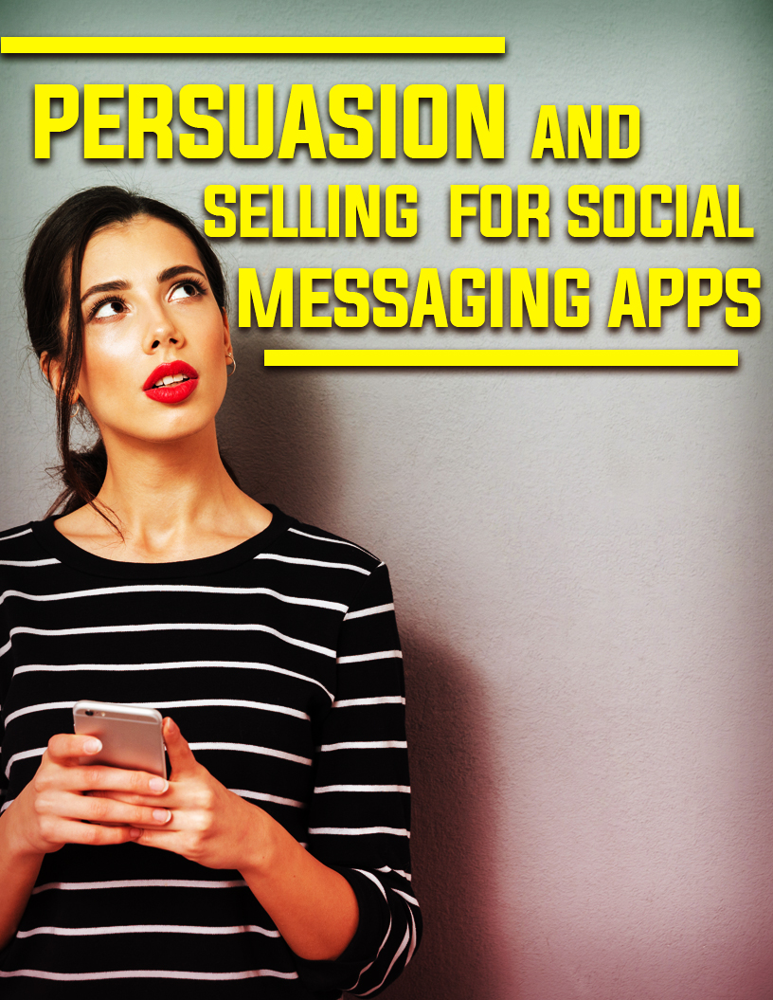 PERSUASION AND
SELLING FOR SOCIAL
MESSAGING APPS